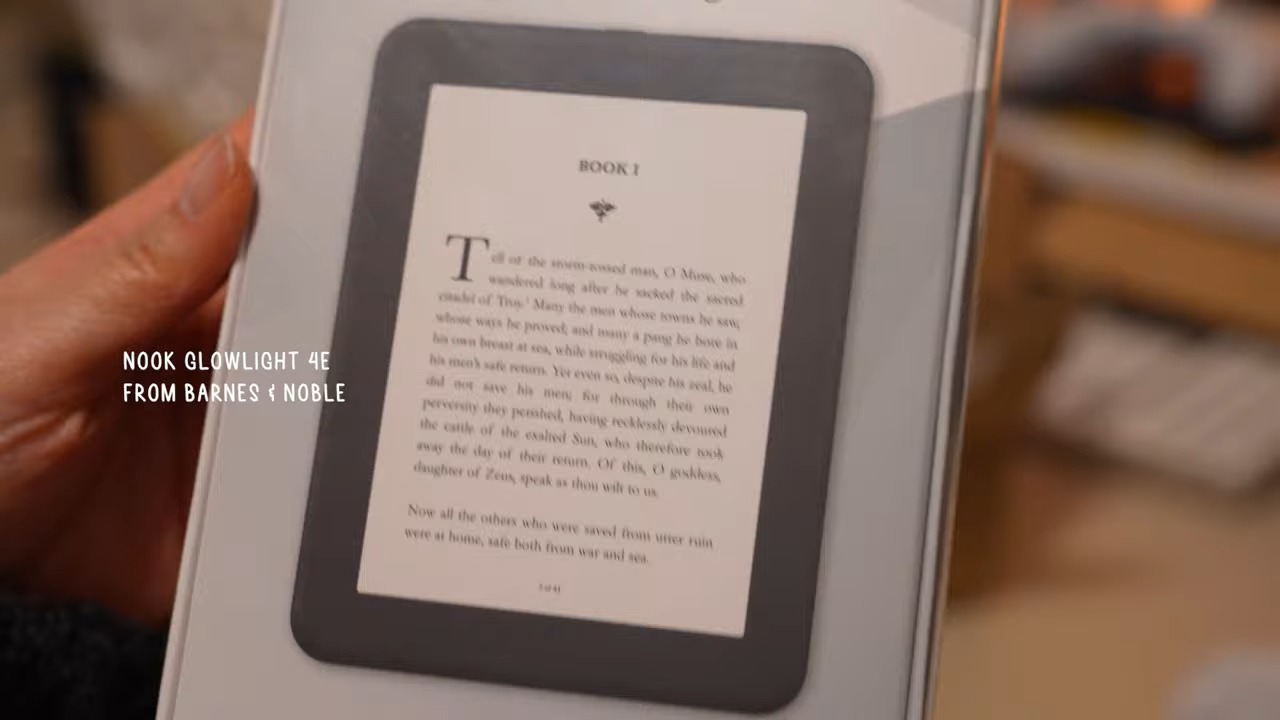 BOOK I
Tell of the storm-tossed man, O Muse, who
wandered long after he sacked the sacred
citadel of Troy.¹ Many the men whose towns he saw,
whose ways he proved; and many a pang he bore in
his own breast at sea, while struggling for his life and
his men's safe return. Yet even so, despite his zeal, he
did not save his men; for through their own
perversity they perished, having recklessly devoured
the cattle of the exalted Sun, who therefore took
away the day of their return. Of this, O goddess,
daughter of Zeus, speak as thou wilt to us.
Now all the others who were saved from utter ruin
were at home, safe both from war and sea.
NOOK GLOWLIGHT 4E
FROM BARNES & NOBLE